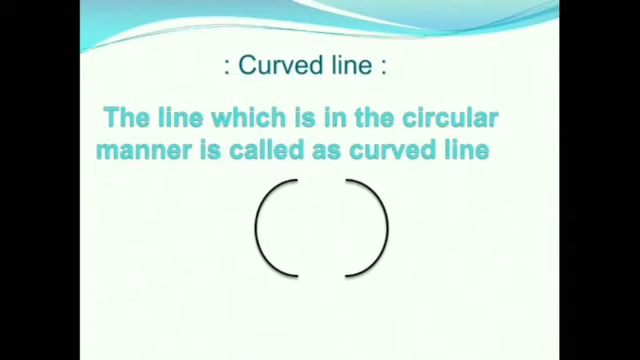 : Curved line :
The line which is in the circular
manner is called as curved line